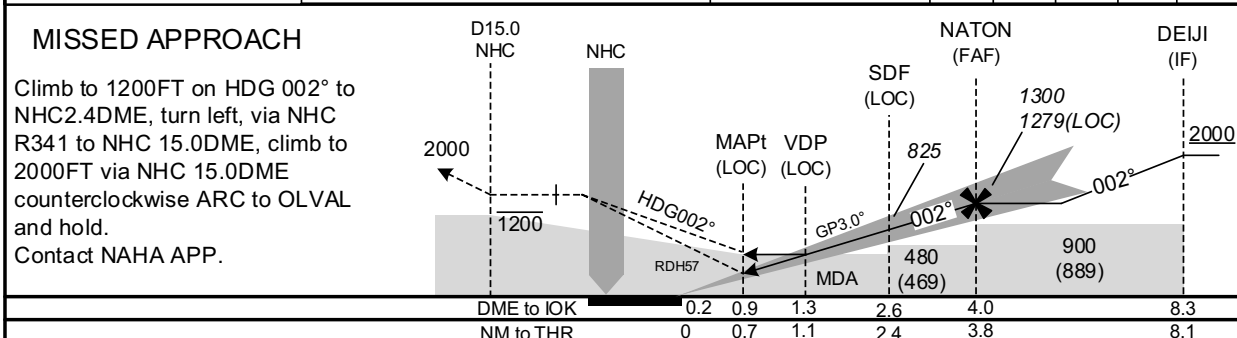 MISSED APPROACH
Climb to 1200FT on HDG 002° to
NHC2.4DME, turn left, via NHC
R341 to NHC 15.0DME, climb to
2000FT via NHC 15.0DME
counterclockwise ARC to OLVAL
and hold.
Contact NAHA APP.
D15.0
NHC
NHC
NATON
(FAF)
DEIJI
(IF)
SDF
(LOC)
1300
1279(LOC)
2000
MAPt
(LOC)
VDP
(LOC)
825
2000
002°
HDG002°
GP3.0°
002°
1200
RDH57
MDA
480
(469)
900
(889)
DME to IOK 0.2 0.9 1.3 2.6 4.0 8.3
NM to THR 0 0.7 1.1 2.4 3.8 8.1